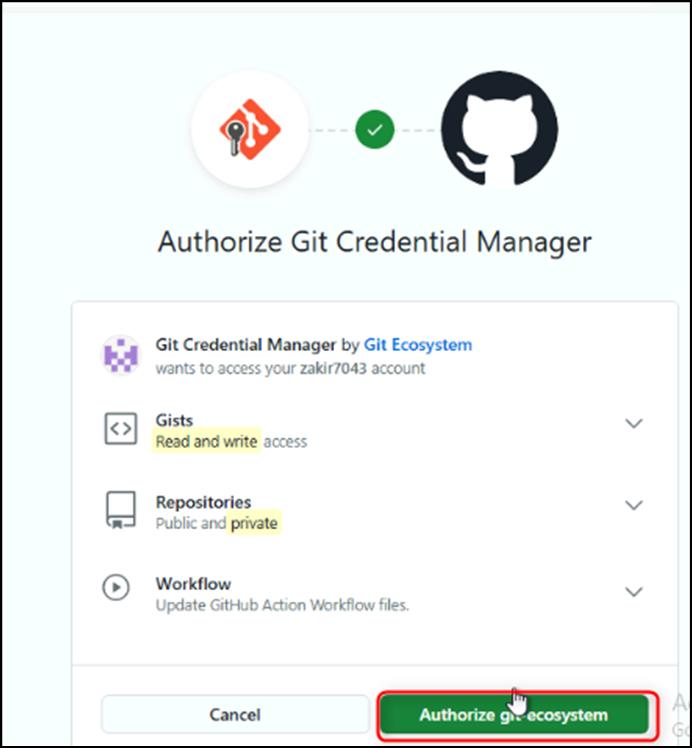 Authorize Git Credential Manager
Git Credential Manager by Git Ecosystem
wants to access your zakir7043 account
Gists
Read and write access
Repositories
Public and private
Workflow
Update GitHub Action Workflow files.
Cancel
Authorize git-ecosystem